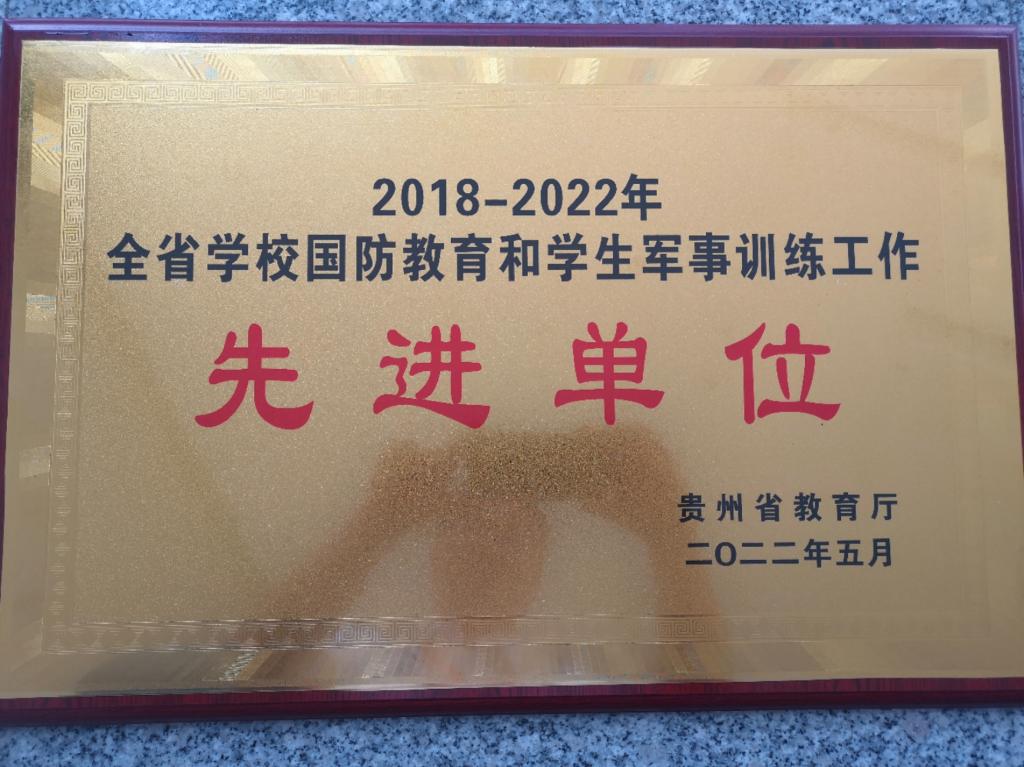 2018-2022年
全省学校国防教育和学生军事训练工作
先进单位
贵州省教育厅
二〇二二年五月